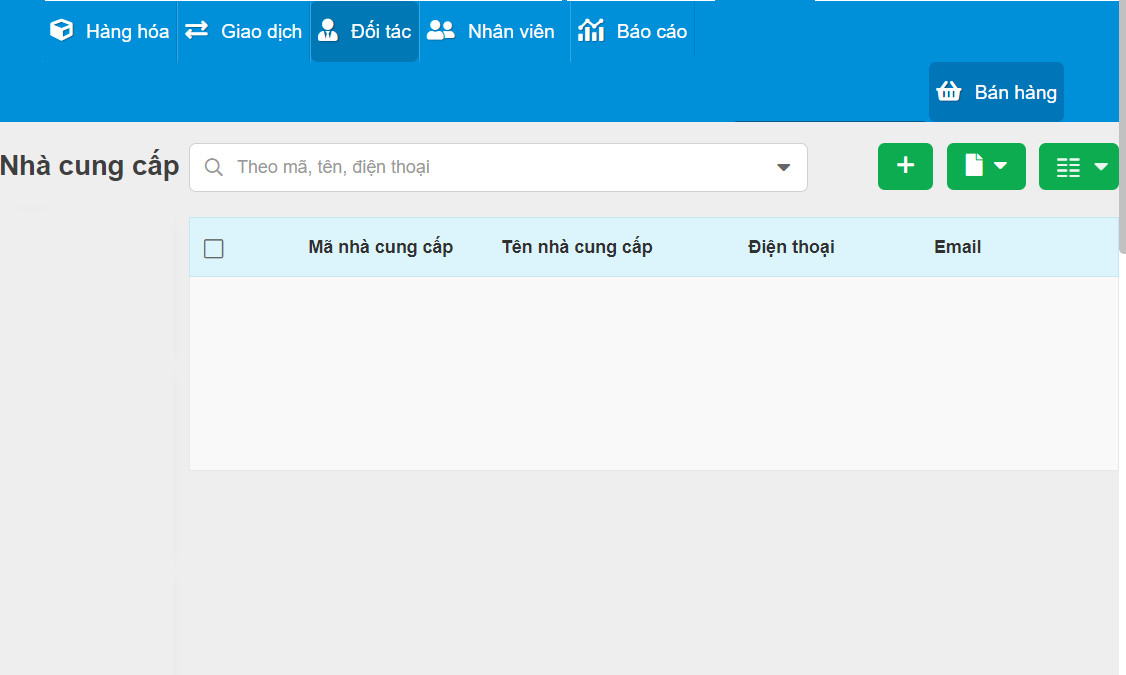 Hàng hóa Giao dịch Đối tác Nhân viên Báo cáo
Bán hàng
Nhà cung cấp Theo mã, tên, điện thoại
Mã nhà cung cấp Tên nhà cung cấp Điện thoại Email